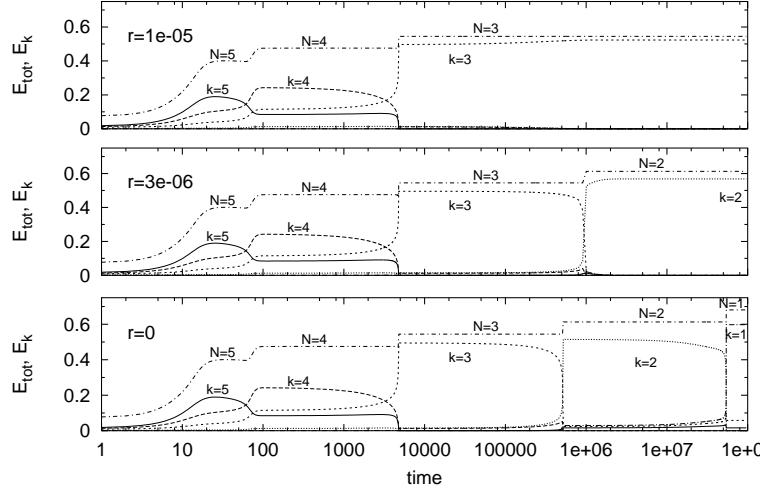 r=1e-05
E_tot, E_k
0.6
0.4
0.2
0
N=5
N=4
N=3
k=5
k=4
k=3
r=3e-06
E_tot, E_k
0.6
0.4
0.2
0
N=5
N=4
N=3
N=2
k=5
k=4
k=3
k=2
r=0
E_tot, E_k
0.6
0.4
0.2
0
N=5
N=4
N=3
N=2
N=1
k=5
k=4
k=3
k=2
k=1
1 10 100 1000 10000 100000 1e+06 1e+07 1e+0
time